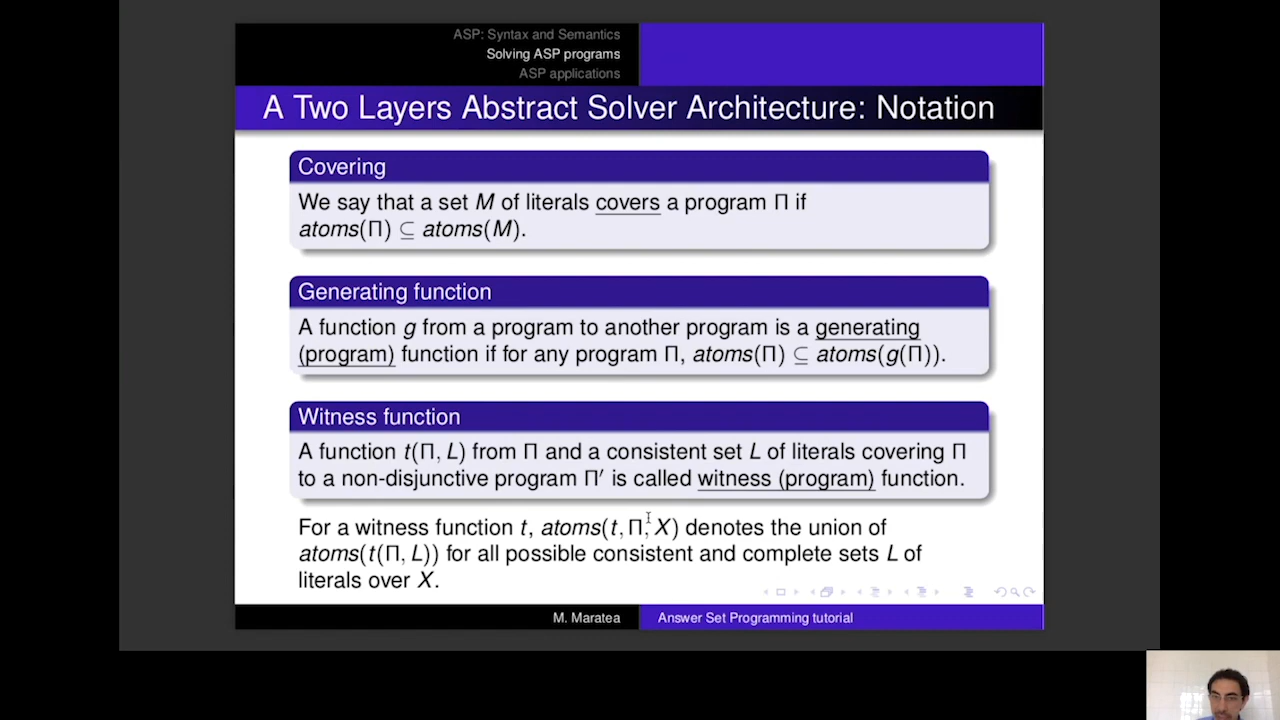 ASP: Syntax and Semantics
Solving ASP programs
ASP applications
A Two Layers Abstract Solver Architecture: Notation
Covering
We say that a set M of literals covers a program Π if
atoms(Π) ⊆ atoms(M).
Generating function
A function g from a program to another program is a generating
(program) function if for any program Π, atoms(Π) ⊆ atoms(g(Π)).
Witness function
A function t(Π, L) from Π and a consistent set L of literals covering Π
to a non-disjunctive program Π′ is called witness (program) function.
For a witness function t, atoms(t, Π, X) denotes the union of
atoms(t(Π, L)) for all possible consistent and complete sets L of
literals over X.
M. Maratea
Answer Set Programming tutorial